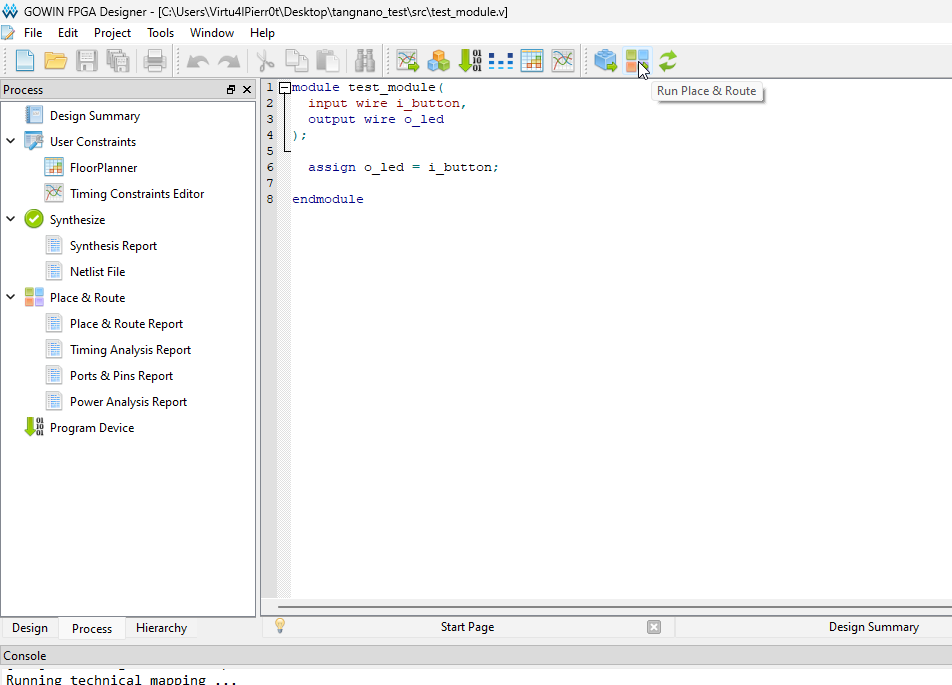 GOWIN FPGA Designer - [C:\Users\Virtu4lPierr0t\Desktop\tangnano_test\src\test_module.v]
File Edit Project Tools Window Help
Run Place & Route
Process
Design Summary
User Constraints
FloorPlanner
Timing Constraints Editor
Synthesize
Synthesis Report
Netlist File
Place & Route
Place & Route Report
Timing Analysis Report
Ports & Pins Report
Power Analysis Report
Program Device
1 module test_module(
2 input wire i_button,
3 output wire o_led
4 );
5
6 assign o_led = i_button;
7
8 endmodule
Design Process Hierarchy
Start Page Design Summary
Console
Running technical mapping ...